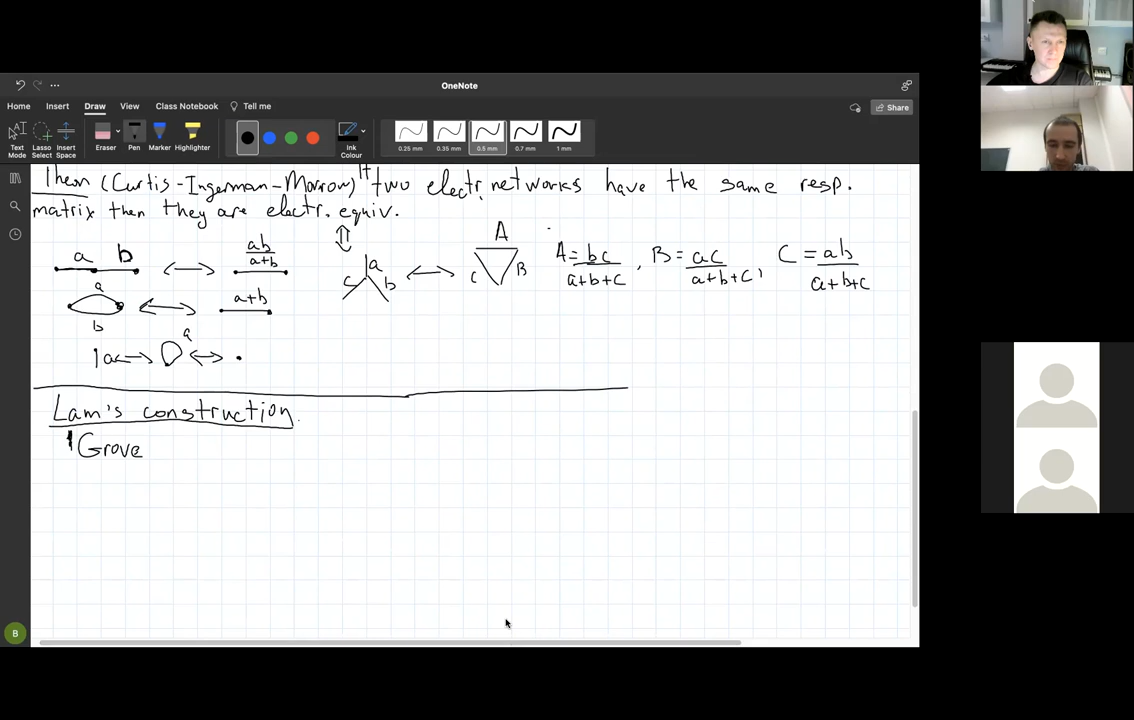 OneNote
Home Insert Draw View Class Notebook Tell me
Share
Text Mode Lasso Select Insert Space Eraser Pen Marker Highlighter Ink Colour 0.25 mm 0.35 mm 0.5 mm 0.7 mm 1 mm
Theon (Curtis-Ingerman-Morrow) If two electr. networks have the same resp.
matrix then they are electr. equiv.
a b ↔ ab/a+b
a b c ↔ A B C
A = bc/a+b+c, B = ac/a+b+c, C = ab/a+b+c
a b ↔ a+b
a ↔ a ↔
Lam's construction.
Grove
B